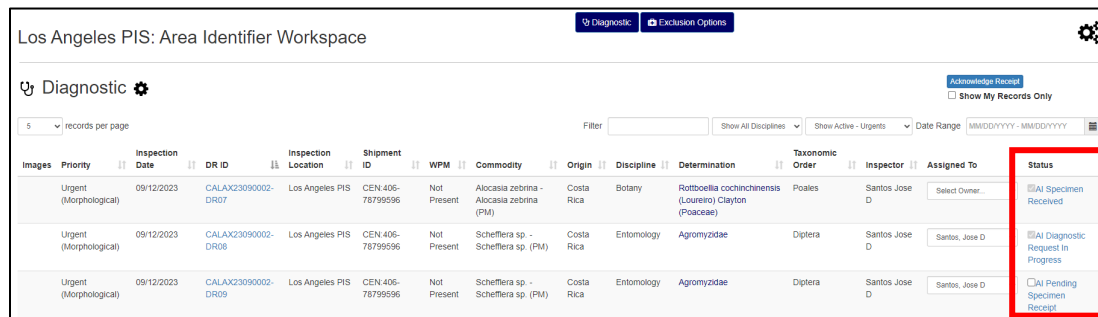 Diagnostic Exclusion Options
Los Angeles PIS: Area Identifier Workspace
Diagnostic
Acknowledge Receipt
Show My Records Only
5 records per page
Filter
Show All Disciplines
Show Active - Urgents
Date Range MM/DD/YYYY - MM/DD/YYYY
Images Priority Inspection Date DR ID Inspection Location Shipment ID WPM Commodity Origin Discipline Determination Taxonomic Order Inspector Assigned To Status
Urgent (Morphological) 09/12/2023 CALAX23090002-DR07 Los Angeles PIS CEN:406-78799596 Not Present Alocasia zebrina - Alocasia zebrina (PM) Costa Rica Botany Rottboellia cochinchinensis (Loureiro) Clayton (Poaceae) Poales Santos Jose D Select Owner... AI Specimen Received
Urgent (Morphological) 09/12/2023 CALAX23090002-DR08 Los Angeles PIS CEN:406-78799596 Not Present Schefflera sp. - Schefflera sp. (PM) Costa Rica Entomology Agromyzidae Diptera Santos Jose D Santos, Jose D AI Diagnostic Request In Progress
Urgent (Morphological) 09/12/2023 CALAX23090002-DR09 Los Angeles PIS CEN:406-78799596 Not Present Schefflera sp. - Schefflera sp. (PM) Costa Rica Entomology Agromyzidae Diptera Santos Jose D Santos, Jose D AI Pending Specimen Receipt